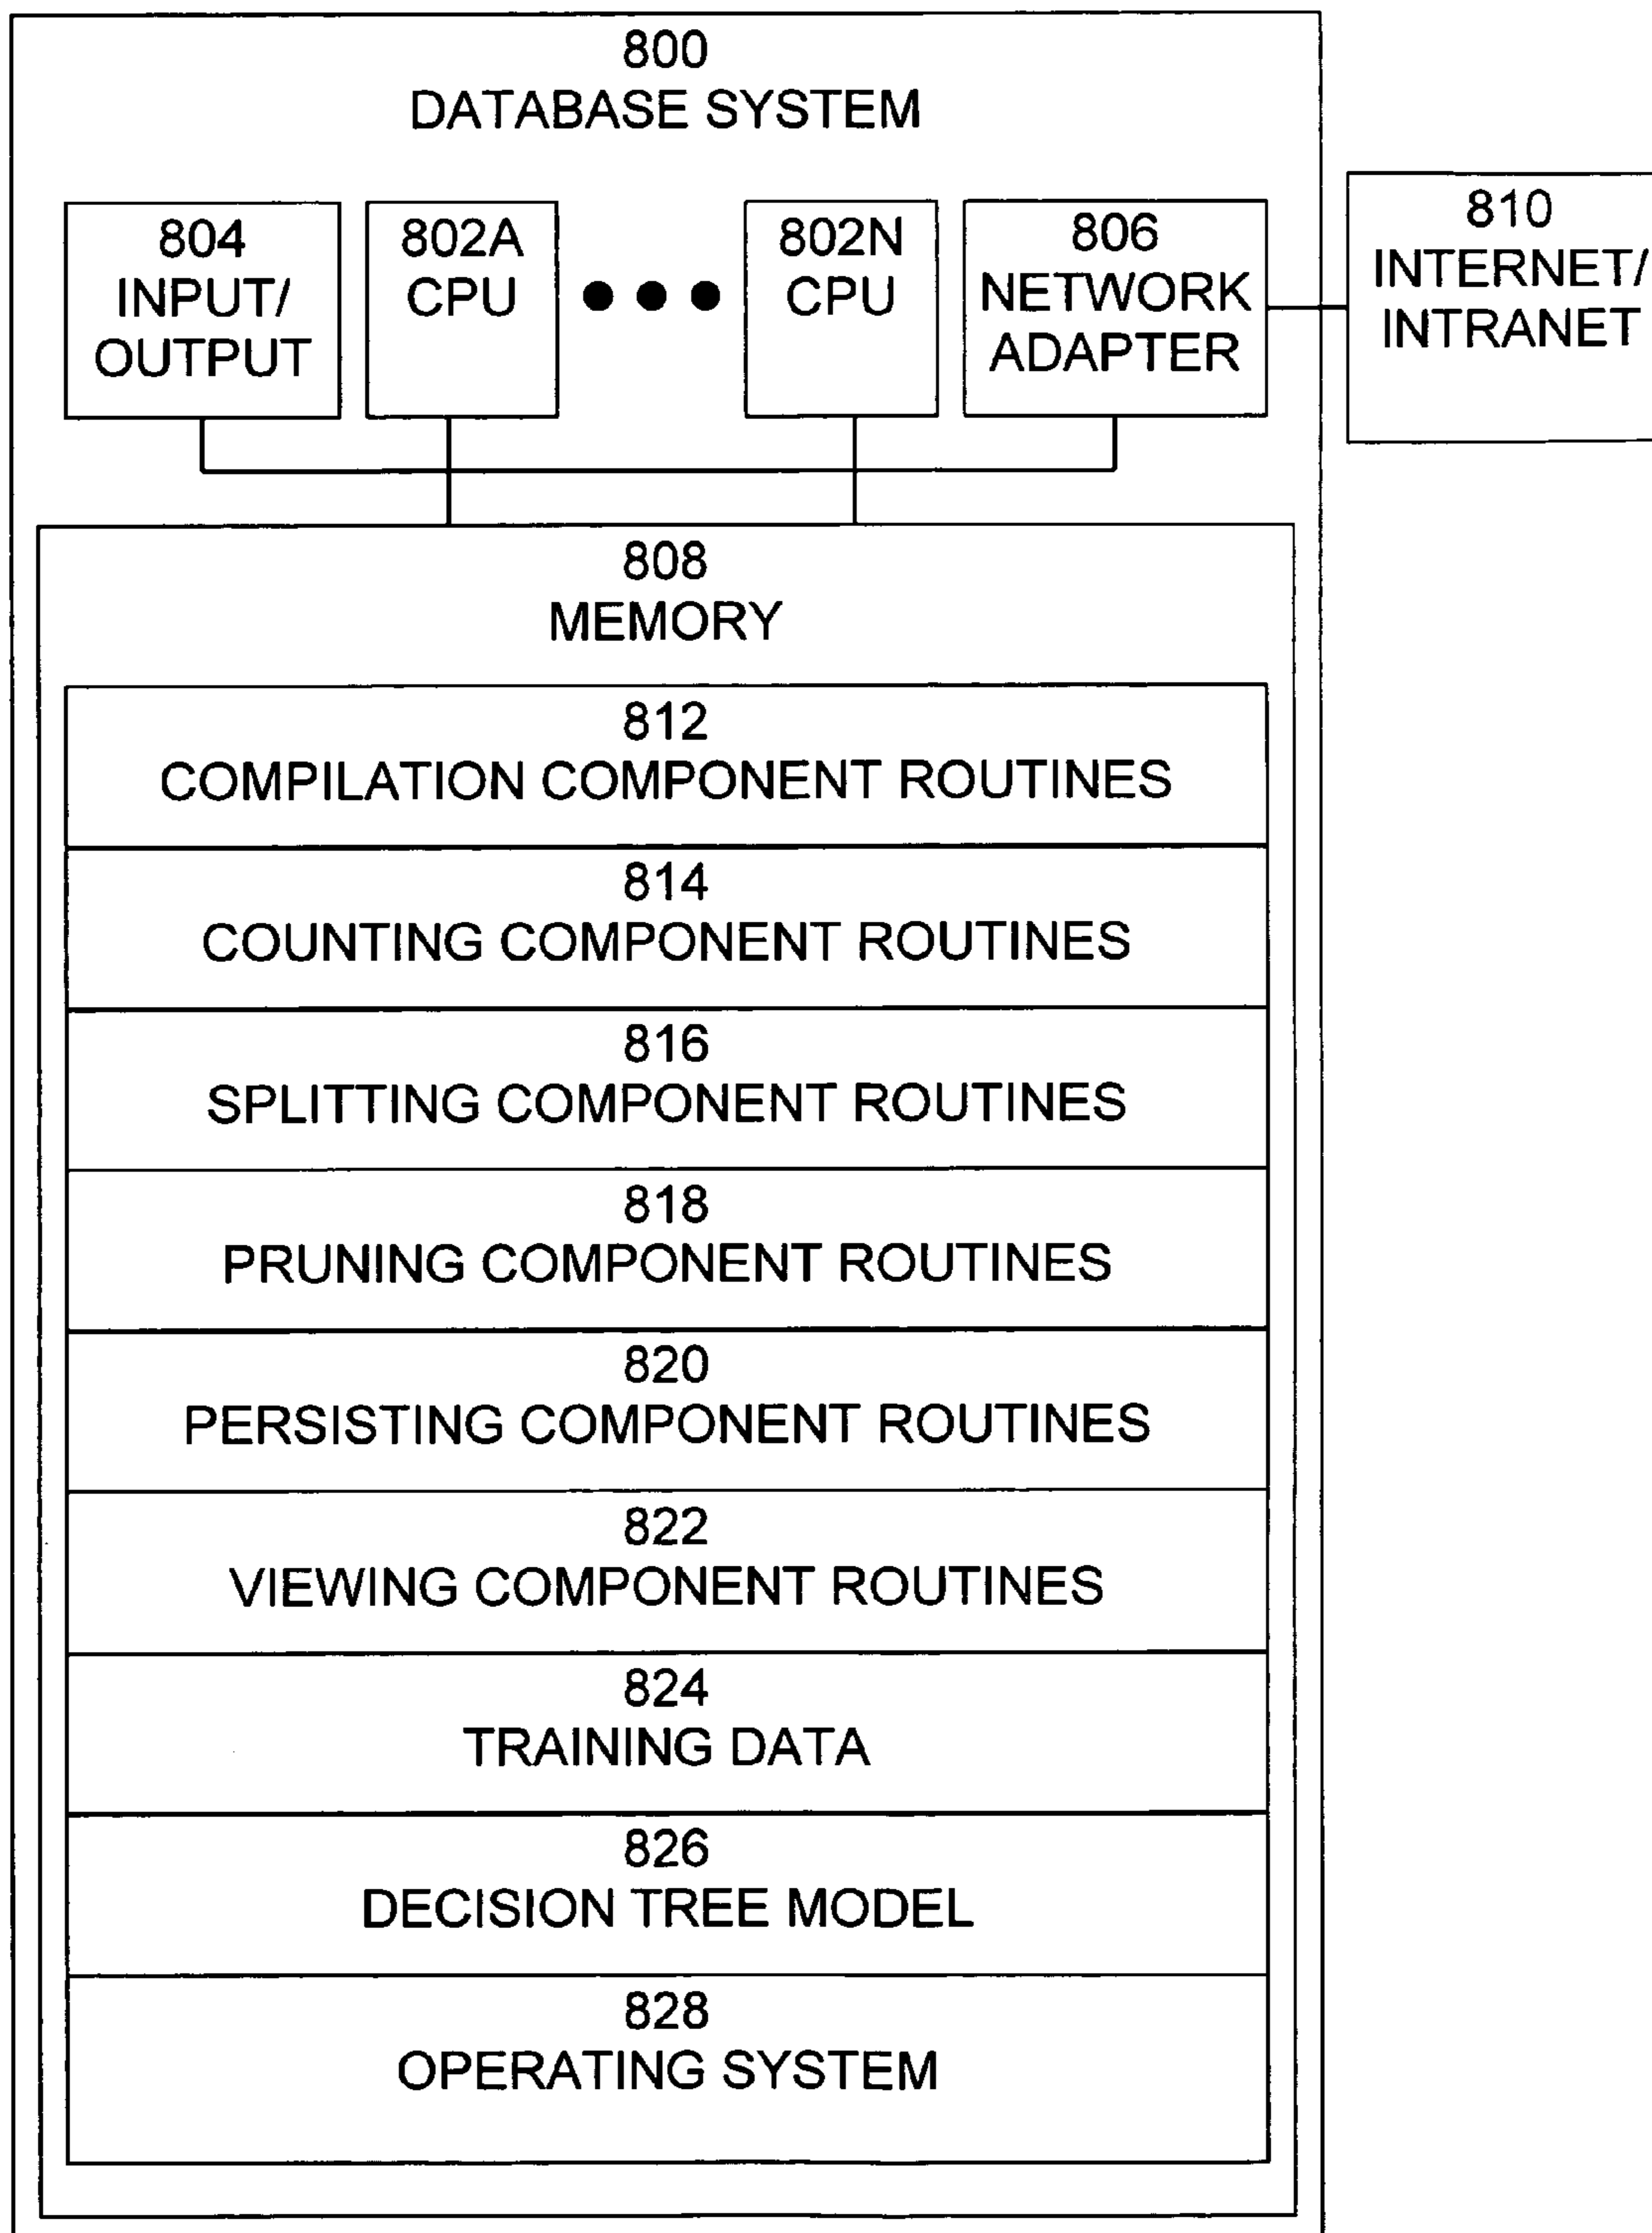 800
DATABASE SYSTEM
804
INPUT/
OUTPUT
802A
CPU
802N
CPU
806
NETWORK
ADAPTER
810
INTERNET/
INTRANET
808
MEMORY
812
COMPILATION COMPONENT ROUTINES
814
COUNTING COMPONENT ROUTINES
816
SPLITTING COMPONENT ROUTINES
818
PRUNING COMPONENT ROUTINES
820
PERSISTING COMPONENT ROUTINES
822
VIEWING COMPONENT ROUTINES
824
TRAINING DATA
826
DECISION TREE MODEL
828
OPERATING SYSTEM